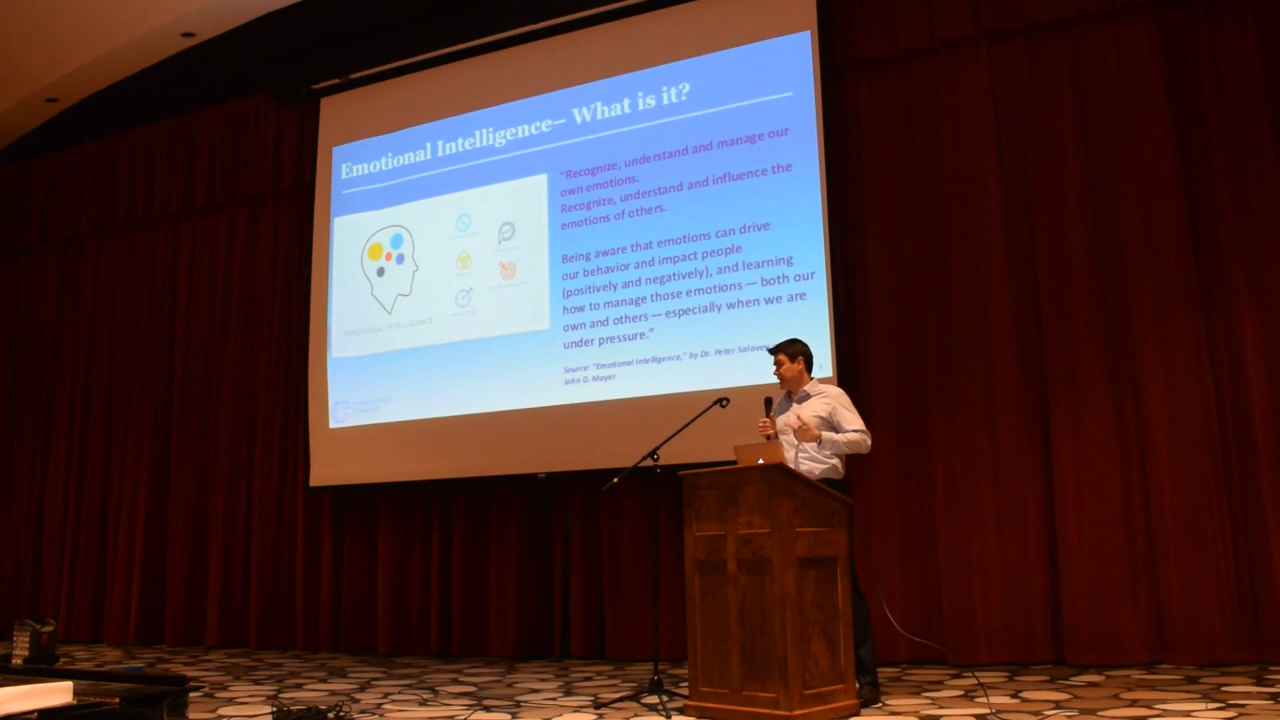 Emotional Intelligence– What is it?
"Recognize, understand and manage our
own emotions.
Recognize, understand and influence the
emotions of others.
Being aware that emotions can drive
our behavior and impact people
(positively and negatively), and learning
how to manage those emotions — both our
own and others — especially when we are
under pressure."
Source: "Emotional Intelligence," by Dr. Peter Salovey
John D. Mayer
EMOTIONAL INTELLIGENCE